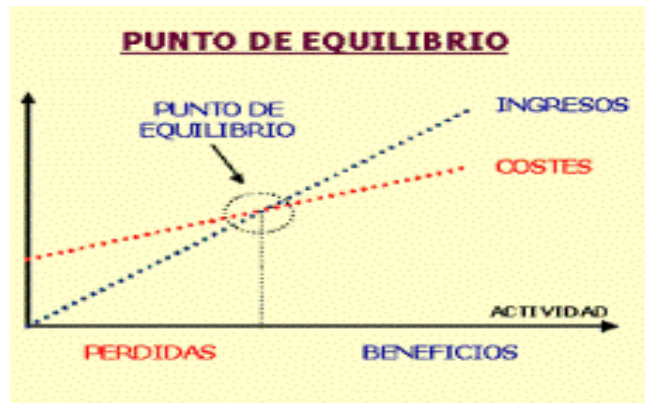 PUNTO DE EQUILIBRIO
PUNTO DE
EQUILIBRIO
INGRESOS
COSTES
ACTIVIDAD
PERDIDAS
BENEFICIOS